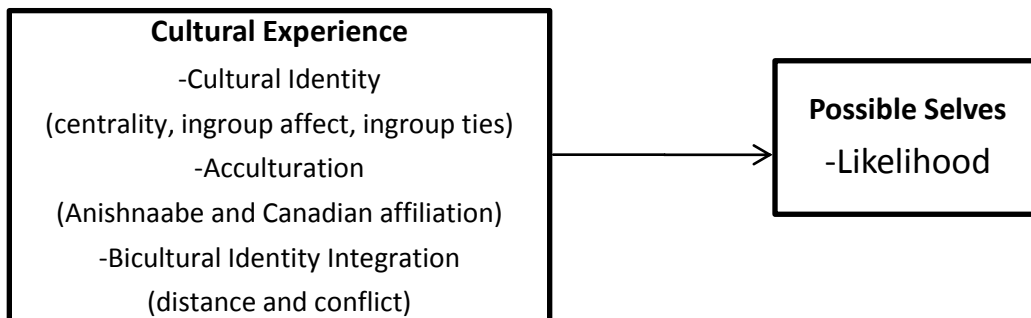 Cultural Experience
-Cultural Identity
(centrality, ingroup affect, ingroup ties)
-Acculturation
(Anishnaabe and Canadian affiliation)
-Bicultural Identity Integration
(distance and conflict)
Possible Selves
-Likelihood